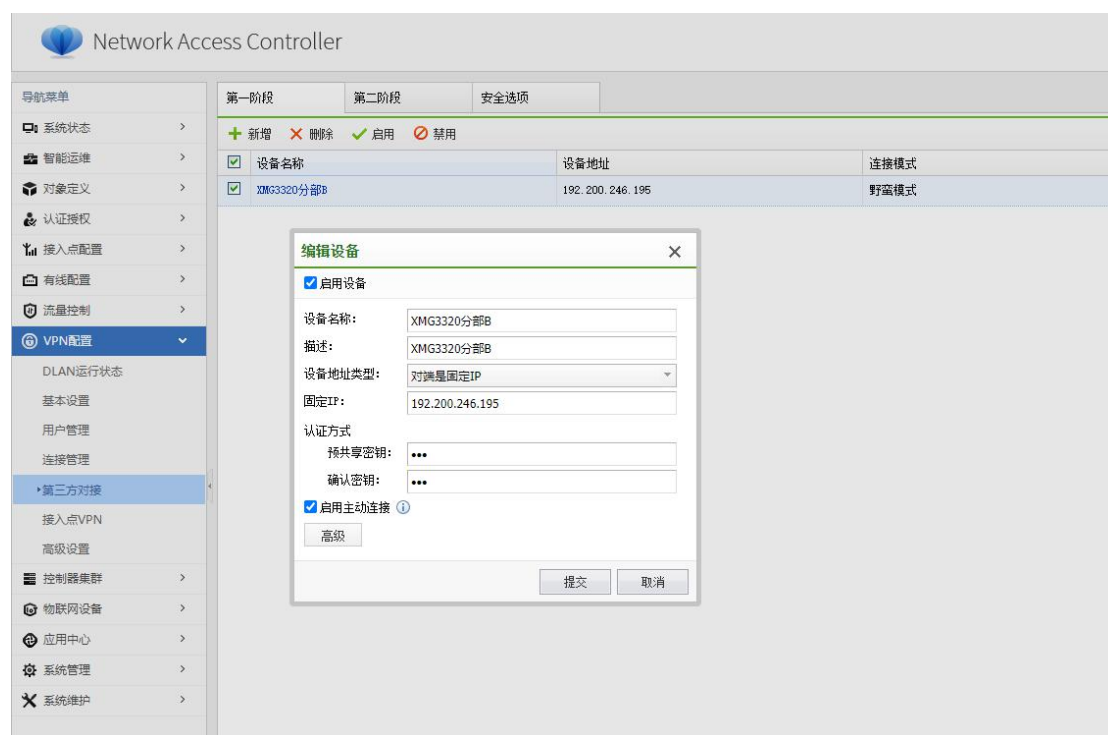 Network Access Controller
导航菜单
系统状态
智能运维
对象定义
认证授权
接入点配置
有线配置
流量控制
VPN配置
DLAN运行状态
基本设置
用户管理
连接管理
第三方对接
接入点VPN
高级设置
控制器集群
物联网设备
应用中心
系统管理
系统维护
第一阶段 第二阶段 安全选项
新增 删除 启用 禁用
设备名称 设备地址 连接模式
XMG3320分部B 192.200.246.195 野蛮模式
编辑设备
启用设备
设备名称: XMG3320分部B
描述: XMG3320分部B
设备地址类型: 对端是固定IP
固定IP: 192.200.246.195
认证方式
预共享密钥: •••
确认密钥: •••
启用主动连接
高级
提交 取消